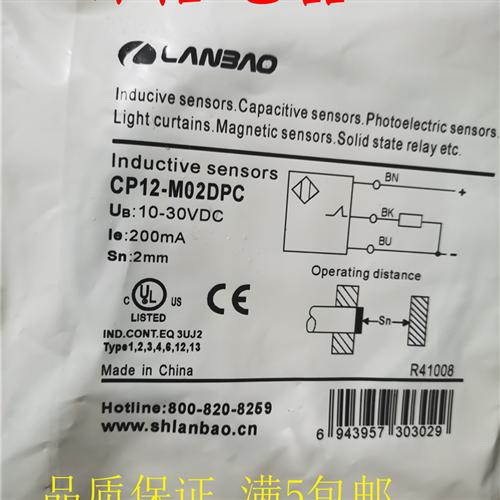 LANBAO
Inducive sensors.Capacitive sensors.Photoelectric sensors.
Light curtains.Magnetic sensors.Solid state relay etc.
Inductive sensors
CP12-M02DPC
UB:10-30VDC
Ie:200mA
Sn:2mm
BN
+
BK
BU
-
Operating distance
Sn
C UL US
LISTED
CE
IND.CONT.EQ 3UJ2
Type1,2,3,4,6,12,13
Made in China
R41008
Hotline:800-820-8259
www.shlanbao.cn
6 943957 303029
品质保证 满5包邮